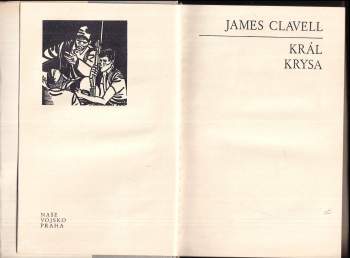 NAŠE
VOJSKO
PRAHA
JAMES CLAVELL
KRÁL
KRYSA